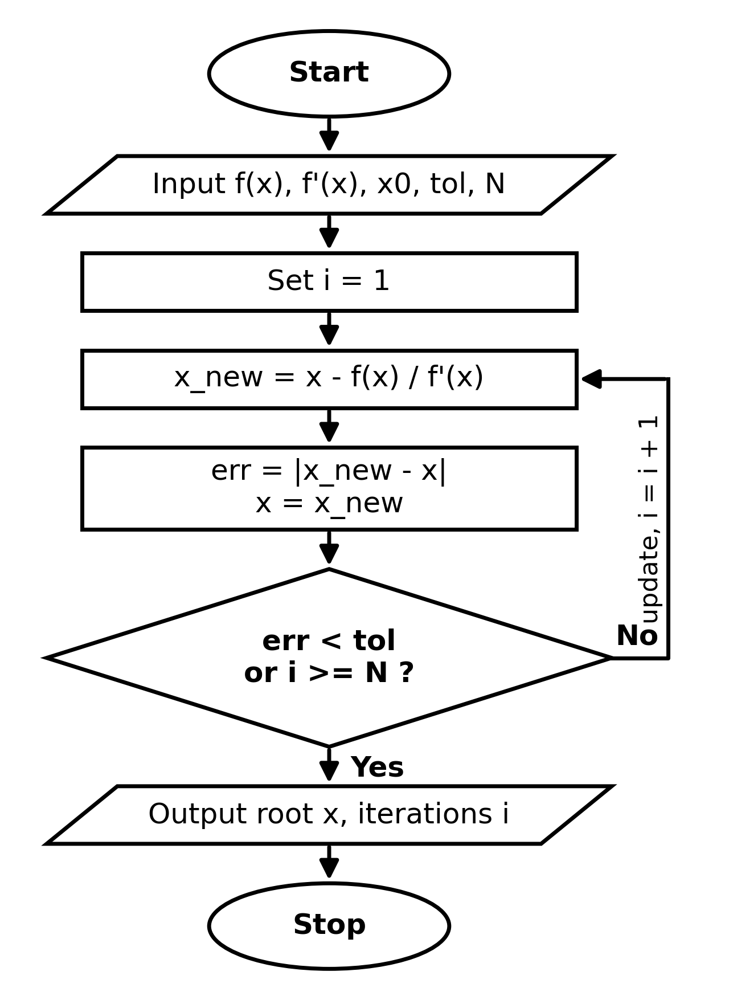 Start
Input f(x), f'(x), x0, tol, N
Set i = 1
x_new = x - f(x) / f'(x)
err = |x_new - x|
x = x_new
update, i = i + 1
err < tol
or i >= N ?
No
Yes
Output root x, iterations i
Stop